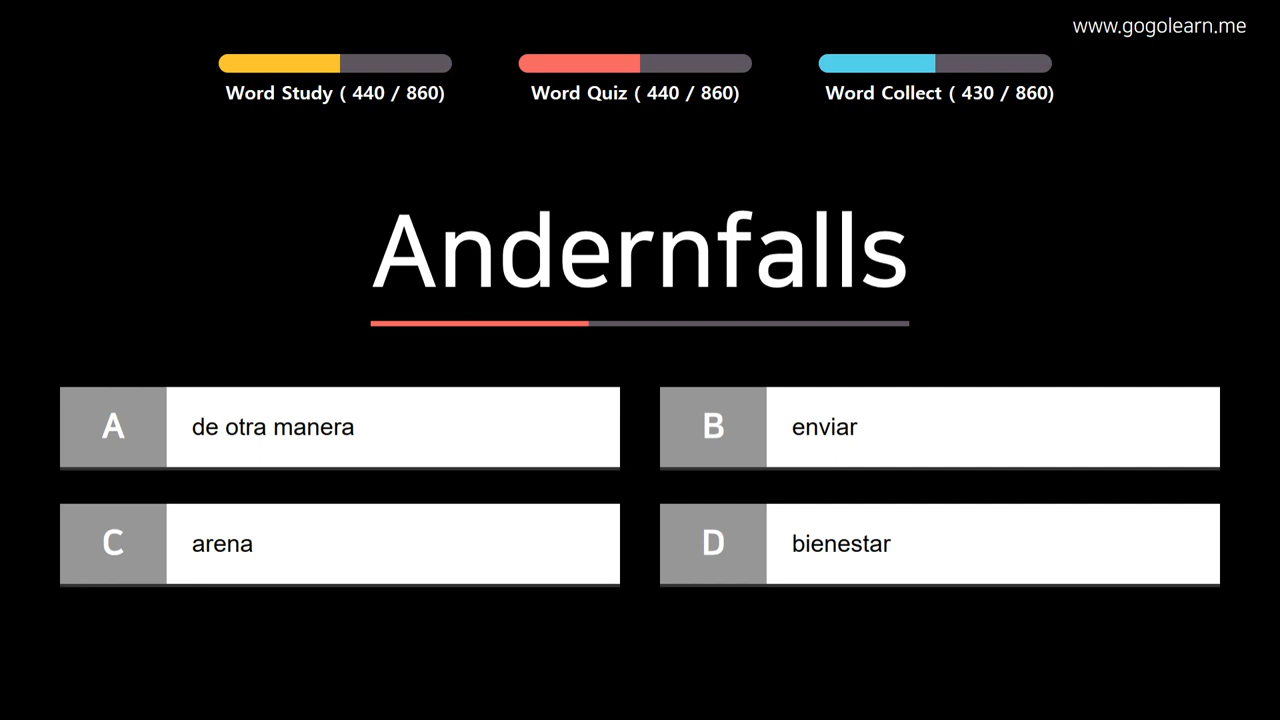 www.gogolearn.me
Word Study ( 440 / 860)
Word Quiz ( 440 / 860)
Word Collect ( 430 / 860)
Andernfalls
A de otra manera
B enviar
C arena
D bienestar